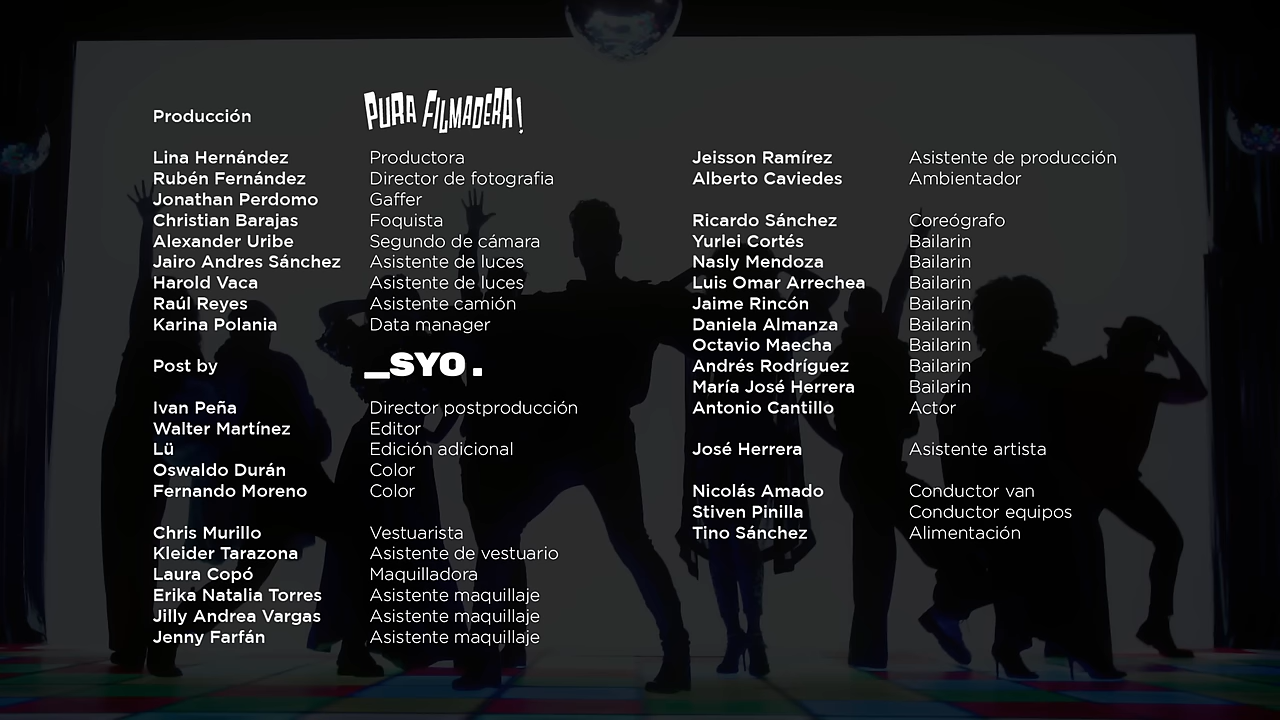 Producción PURA FILMADERA!
Lina Hernández Productora
Rubén Fernández Director de fotografia
Jonathan Perdomo Gaffer
Christian Barajas Foquista
Alexander Uribe Segundo de cámara
Jairo Andres Sánchez Asistente de luces
Harold Vaca Asistente de luces
Raúl Reyes Asistente camión
Karina Polania Data manager
Post by _SYO.
Ivan Peña Director postproducción
Walter Martínez Editor
Lü Edición adicional
Oswaldo Durán Color
Fernando Moreno Color
Chris Murillo Vestuarista
Kleider Tarazona Asistente de vestuario
Laura Copó Maquilladora
Erika Natalia Torres Asistente maquillaje
Jilly Andrea Vargas Asistente maquillaje
Jenny Farfán Asistente maquillaje
Jeisson Ramírez Asistente de producción
Alberto Caviedes Ambientador
Ricardo Sánchez Coreógrafo
Yurlei Cortés Bailarin
Nasly Mendoza Bailarin
Luis Omar Arrechea Bailarin
Jaime Rincón Bailarin
Daniela Almanza Bailarin
Octavio Maecha Bailarin
Andrés Rodríguez Bailarin
María José Herrera Bailarin
Antonio Cantillo Actor
José Herrera Asistente artista
Nicolás Amado Conductor van
Stiven Pinilla Conductor equipos
Tino Sánchez Alimentación